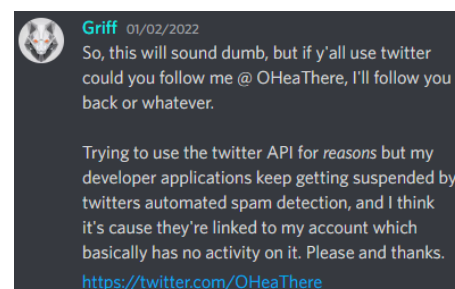 Griff 01/02/2022
So, this will sound dumb, but if y'all use twitter
could you follow me @ OHeaThere, I'll follow you
back or whatever.
Trying to use the twitter API for reasons but my
developer applications keep getting suspended by
twitters automated spam detection, and I think
it's cause they're linked to my account which
basically has no activity on it. Please and thanks.
https://twitter.com/OHeaThere